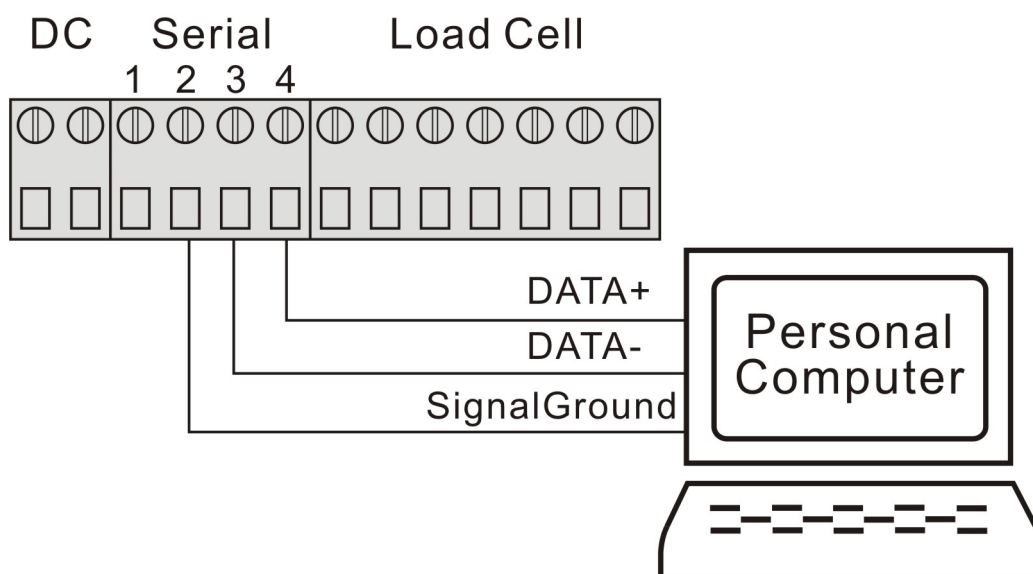 DC Serial Load Cell
1 2 3 4
DATA+
DATA-
SignalGround
Personal
Computer